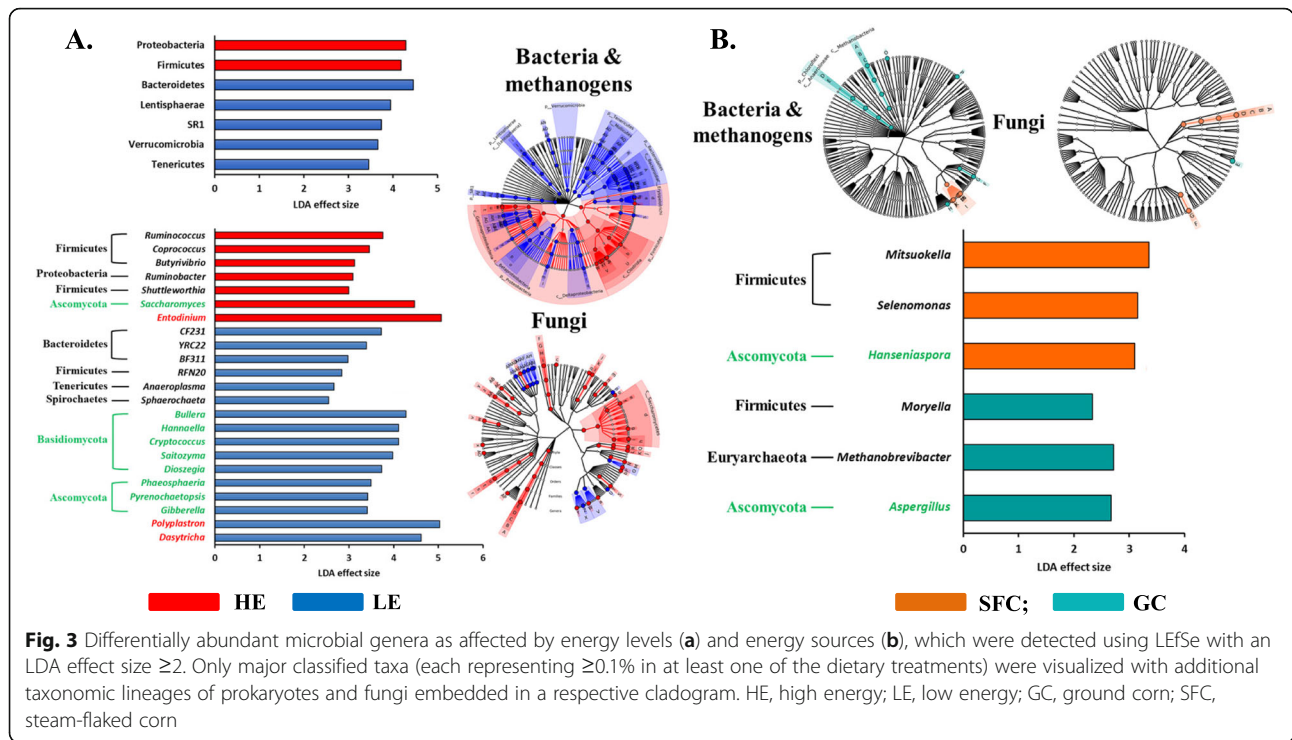 A.
Proteobacteria
Firmicutes
Bacteroidetes
Lentisphaerae
SR1
Verrucomicrobia
Tenericutes
0 1 2 3 4 5
LDA effect size
Bacteria &
methanogens
p__Verrucomicrobia
c__Deltaproteobacteria
Firmicutes
Proteobacteria
Firmicutes
Ascomycota
Bacteroidetes
Firmicutes
Tenericutes
Spirochaetes
Basidiomycota
Ascomycota
Ruminococcus
Coprococcus
Butyrivibrio
Ruminobacter
Shuttleworthia
Saccharomyces
Entodinium
CF231
YRC22
BF311
RFN20
Anaeroplasma
Sphaerochaeta
Bullera
Hannaella
Cryptococcus
Saitozyma
Dioszegia
Phaeosphaeria
Pyrenochaetopsis
Gibberella
Polyplastron
Dasytricha
0 1 2 3 4 5 6
LDA effect size
Fungi
HE LE
B.
Bacteria &
methanogens
p__Chloroflexi
c__Anaerolineae
c__Methanobacteria
Fungi
A B C D
Firmicutes
Ascomycota
Firmicutes
Euryarchaeota
Ascomycota
Mitsuokella
Selenomonas
Hanseniaspora
Moryella
Methanobrevibacter
Aspergillus
0 1 2 3 4
LDA effect size
SFC; GC
Fig. 3 Differentially abundant microbial genera as affected by energy levels (a) and energy sources (b), which were detected using LEfSe with an
LDA effect size ≥2. Only major classified taxa (each representing ≥0.1% in at least one of the dietary treatments) were visualized with additional
taxonomic lineages of prokaryotes and fungi embedded in a respective cladogram. HE, high energy; LE, low energy; GC, ground corn; SFC,
steam-flaked corn